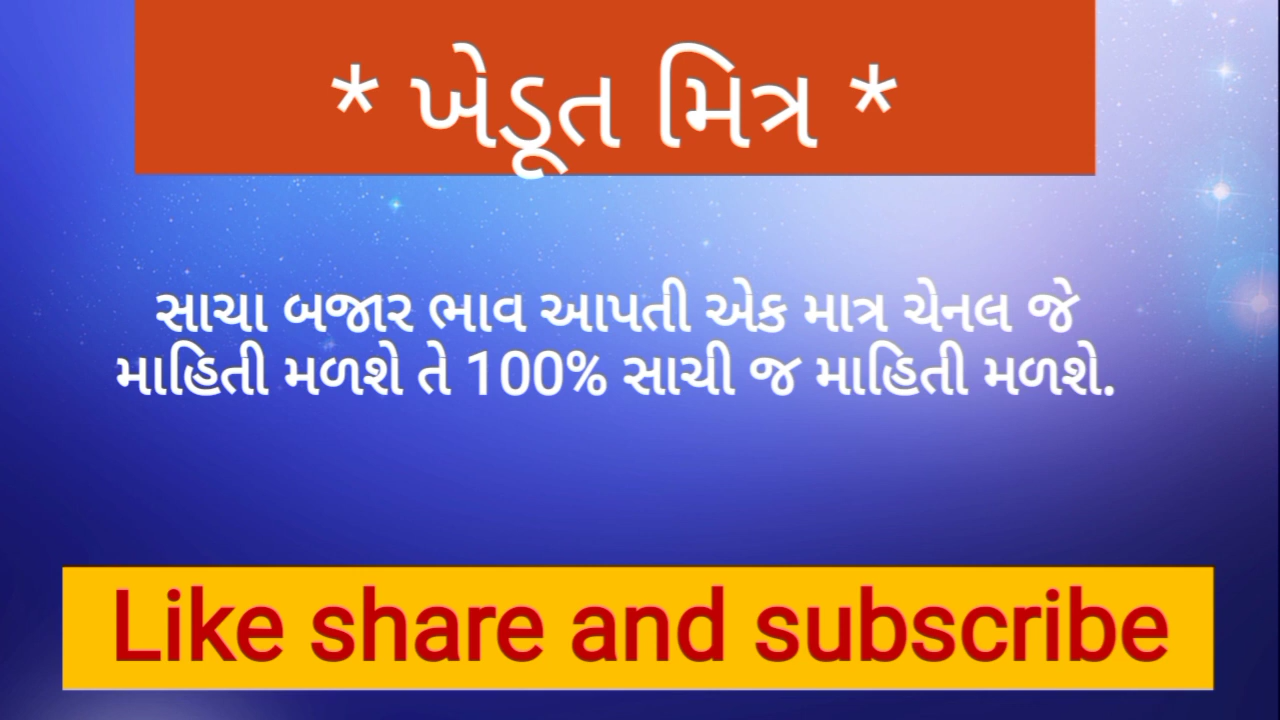 * ખેડૂત મિત્ર *
સાચા બજાર ભાવ આપતી એક માત્ર ચેનલ જે
માહિતી મળશે તે 100% સાચી જ માહિતી મળશે.
Like share and subscribe